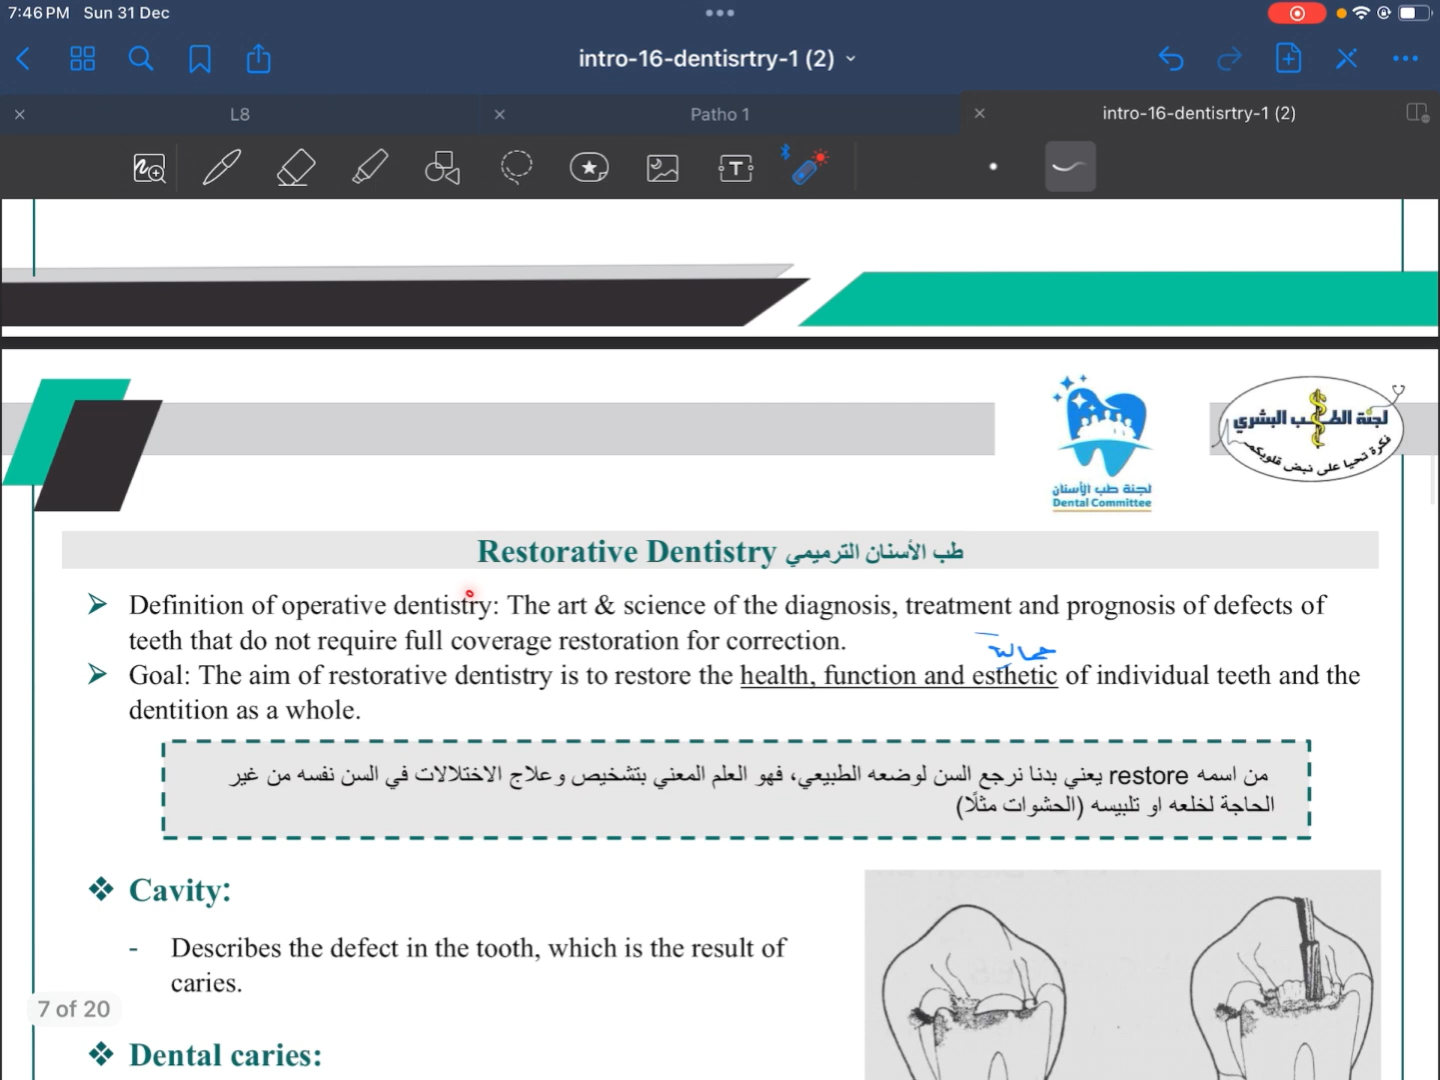 7:46 PM Sun 31 Dec
intro-16-dentisrtry-1 (2)
L8
Patho 1
intro-16-dentisrtry-1 (2)
لجنة طب الأسنان
Dental Committee
لجنة الطب البشري
فكرة تحيا على نبض قلوبكم
Restorative Dentistry طب الأسنان الترميمي
➤ Definition of operative dentistry: The art & science of the diagnosis, treatment and prognosis of defects of
teeth that do not require full coverage restoration for correction.
جمالية
➤ Goal: The aim of restorative dentistry is to restore the health, function and esthetic of individual teeth and the
dentition as a whole.
من اسمه restore يعني بدنا نرجع السن لوضعه الطبيعي، فهو العلم المعني بتشخيص وعلاج الاختلالات في السن نفسه من غير
الحاجة لخلعه او تلبيسه (الحشوات مثلًا)
❖ Cavity:
- Describes the defect in the tooth, which is the result of
caries.
7 of 20
❖ Dental caries: